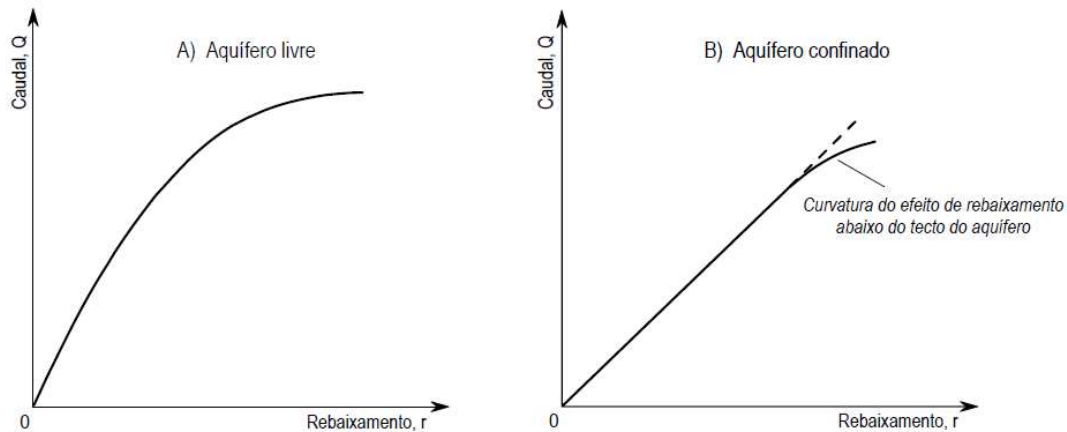 Caudal, Q
A) Aquífero livre
0
Rebaixamento, r
Caudal, Q
B) Aquífero confinado
Curvatura do efeito de rebaixamento
abaixo do tecto do aquífero
0
Rebaixamento, r